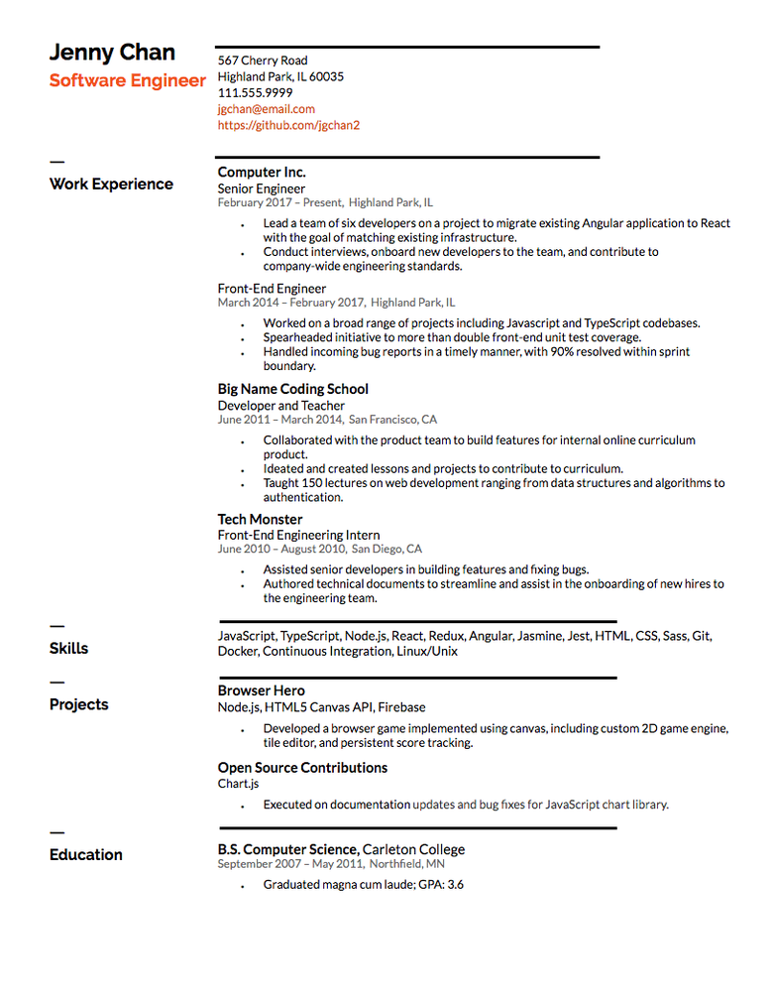 Jenny Chan
Software Engineer
567 Cherry Road
Highland Park, IL 60035
111.555.9999
jgchan@email.com
https://github.com/jgchan2
—
Work Experience
Computer Inc.
Senior Engineer
February 2017 – Present, Highland Park, IL
• Lead a team of six developers on a project to migrate existing Angular application to React
with the goal of matching existing infrastructure.
• Conduct interviews, onboard new developers to the team, and contribute to
company-wide engineering standards.
Front-End Engineer
March 2014 – February 2017, Highland Park, IL
• Worked on a broad range of projects including Javascript and TypeScript codebases.
• Spearheaded initiative to more than double front-end unit test coverage.
• Handled incoming bug reports in a timely manner, with 90% resolved within sprint
boundary.
Big Name Coding School
Developer and Teacher
June 2011 – March 2014, San Francisco, CA
• Collaborated with the product team to build features for internal online curriculum
product.
• Ideated and created lessons and projects to contribute to curriculum.
• Taught 150 lectures on web development ranging from data structures and algorithms to
authentication.
Tech Monster
Front-End Engineering Intern
June 2010 – August 2010, San Diego, CA
• Assisted senior developers in building features and fixing bugs.
• Authored technical documents to streamline and assist in the onboarding of new hires to
the engineering team.
—
Skills
JavaScript, TypeScript, Node.js, React, Redux, Angular, Jasmine, Jest, HTML, CSS, Sass, Git,
Docker, Continuous Integration, Linux/Unix
—
Projects
Browser Hero
Node.js, HTML5 Canvas API, Firebase
• Developed a browser game implemented using canvas, including custom 2D game engine,
tile editor, and persistent score tracking.
Open Source Contributions
Chart.js
• Executed on documentation updates and bug fixes for JavaScript chart library.
—
Education
B.S. Computer Science, Carleton College
September 2007 – May 2011, Northfield, MN
• Graduated magna cum laude; GPA: 3.6